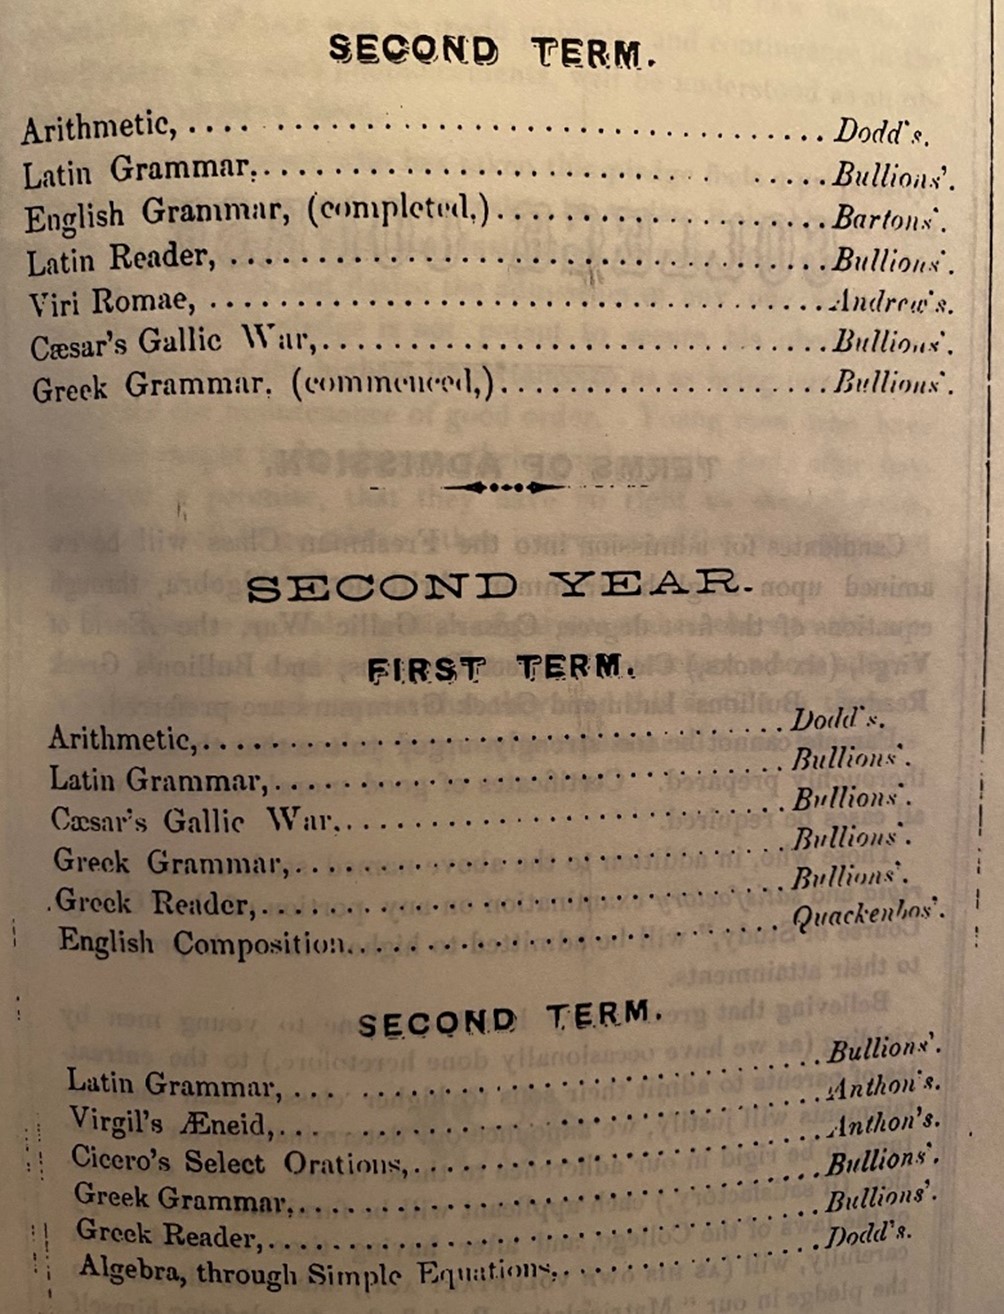 SECOND TERM.
Arithmetic, .... ........................................ Dodd's.
Latin Grammar, .............................. ..... Bullions'.
English Grammar, (completed,) ....................... Bartons'.
Latin Reader, ........................................ Bullions'.
Viri Romae, ........................................ Andrew's.
Cæsar's Gallic War, .............................. Bullions'.
Greek Grammar, (commenced,) ....................... Bullions'.
SECOND YEAR.
FIRST TERM.
Arithmetic, ........................................ Dodd's.
Latin Grammar, .................................... Bullions'.
Cæsar's Gallic War, .............................. Bullions'.
Greek Grammar, .................................... Bullions'.
Greek Reader, ..................................... Bullions'.
English Composition .................... ....... Quackenbos'.
SECOND TERM.
Latin Grammar, ... .............................. Bullions'.
Virgil's Æneid, ... .............................. Anthon's.
Cicero's Select Orations, ......................... Anthon's.
Greek Grammar, .................................... Bullions'.
Greek Reader, ..................................... Bullions'.
Algebra, through Simple Equations, ................ Dodd's.